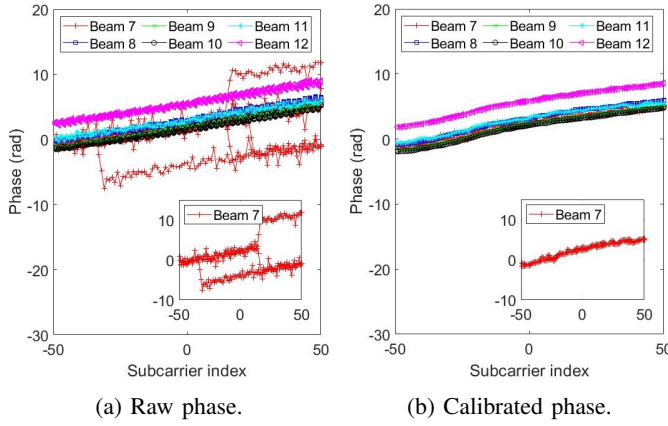 Beam 7 Beam 9 Beam 11
Beam 8 Beam 10 Beam 12
20
10
0
-10
-20
-30
Phase (rad)
Beam 7
10
0
-10
-50 0 50
-50 0 50
Subcarrier index
(a) Raw phase.
Beam 7 Beam 9 Beam 11
Beam 8 Beam 10 Beam 12
20
10
0
-10
-20
-30
Phase (rad)
Beam 7
10
0
-10
-50 0 50
-50 0 50
Subcarrier index
(b) Calibrated phase.